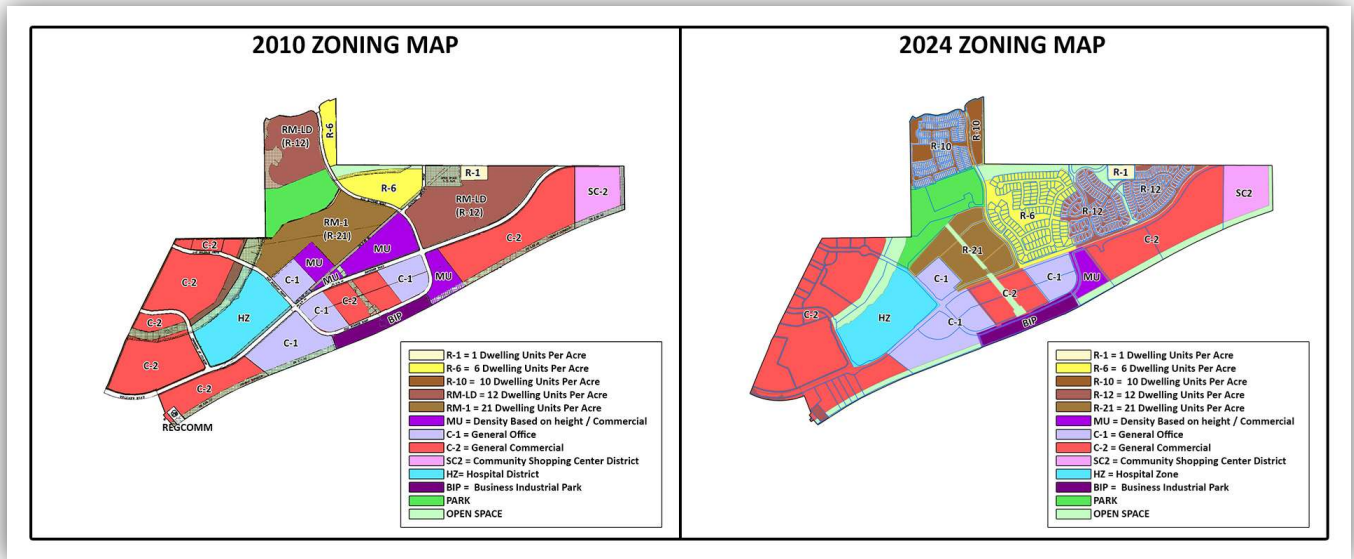 2010 ZONING MAP
RM-LD
(R-12)
R-6
R-1
R-6
RM-LD
(R-12)
SC-2
RM-1
(R-21)
MU
C-2
C-2
MU
MU
C-1
C-1
MU
C-2
C-2
C-1
C-2
HZ
BIP
C-1
C-2
C-2
REGCOMM
R-1 = 1 Dwelling Units Per Acre
R-6 = 6 Dwelling Units Per Acre
R-10 = 10 Dwelling Units Per Acre
RM-LD = 12 Dwelling Units Per Acre
RM-1 = 21 Dwelling Units Per Acre
MU = Density Based on height / Commercial
C-1 = General Office
C-2 = General Commercial
SC2 = Community Shopping Center District
HZ= Hospital District
BIP = Business Industrial Park
PARK
OPEN SPACE
2024 ZONING MAP
R-10
R-10
R-1
R-12
SC2
R-6
R-12
R-21
C-2
C-1
C-1
MU
C-2
C-2
HZ
C-1
BIP
R-1 = 1 Dwelling Units Per Acre
R-6 = 6 Dwelling Units Per Acre
R-10 = 10 Dwelling Units Per Acre
R-12 = 12 Dwelling Units Per Acre
R-21 = 21 Dwelling Units Per Acre
MU = Density Based on height / Commercial
C-1 = General Office
C-2 = General Commercial
SC2 = Community Shopping Center District
HZ = Hospital Zone
BIP = Business Industrial Park
PARK
OPEN SPACE